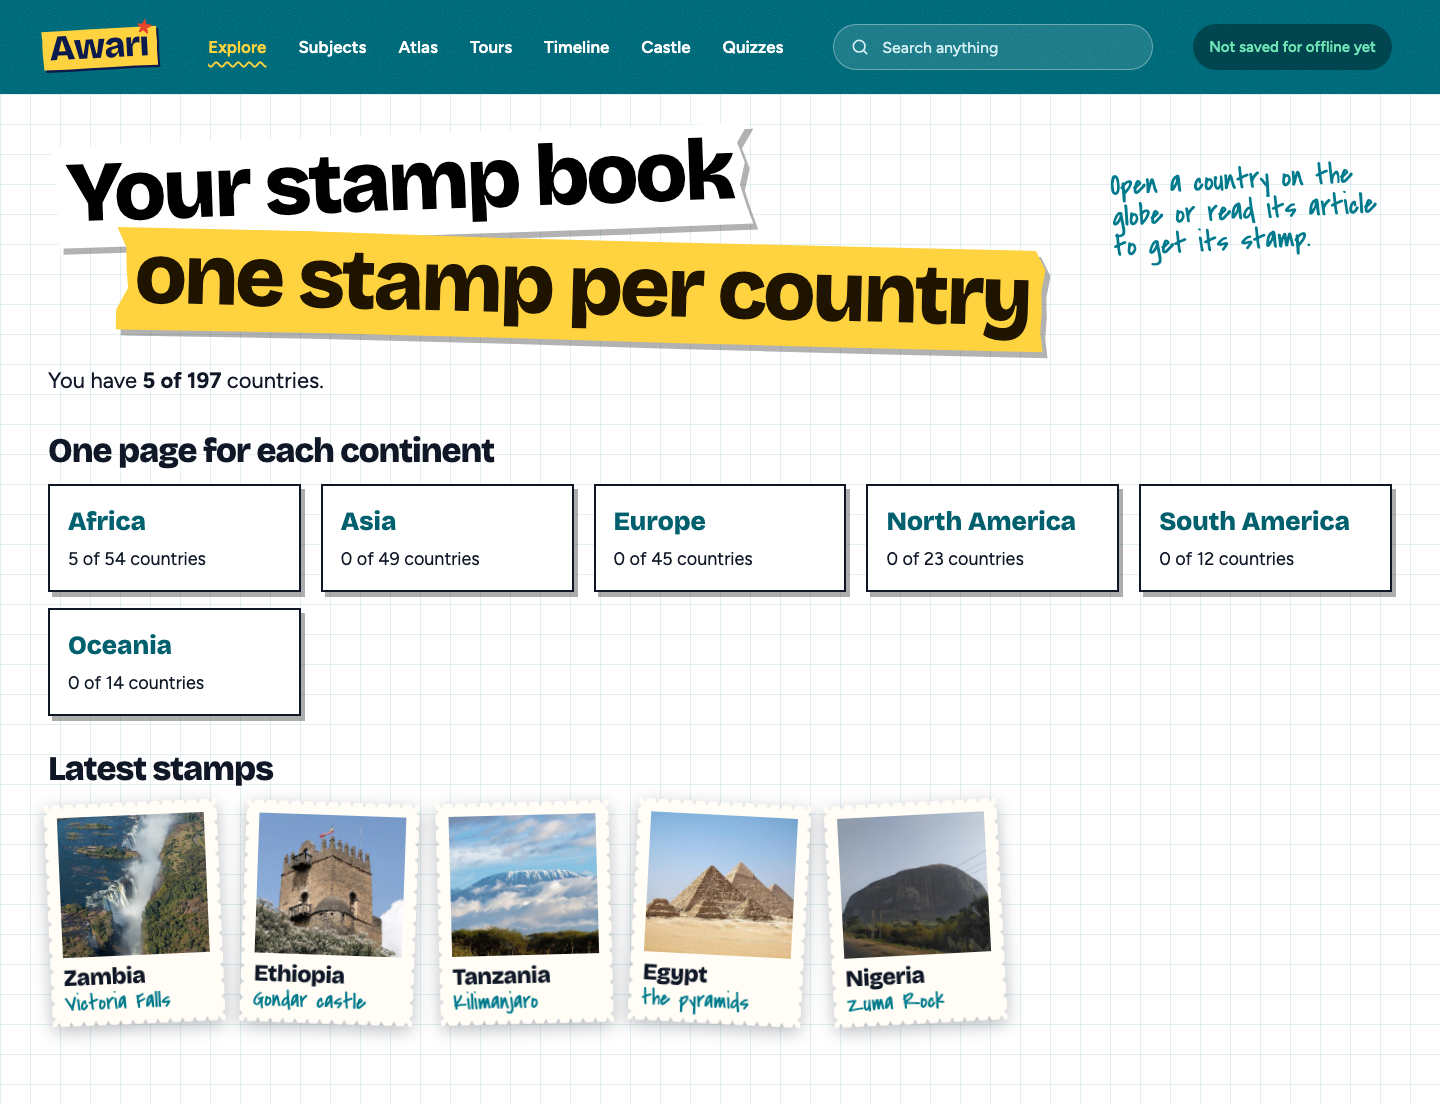 Awari
Explore
Subjects
Atlas
Tours
Timeline
Castle
Quizzes
Search anything
Not saved for offline yet
Your stamp book
one stamp per country
Open a country on the
globe or read its article
to get its stamp.
You have 5 of 197 countries.
One page for each continent
Africa
5 of 54 countries
Asia
0 of 49 countries
Europe
0 of 45 countries
North America
0 of 23 countries
South America
0 of 12 countries
Oceania
0 of 14 countries
Latest stamps
Zambia
Victoria Falls
Ethiopia
Gondar castle
Tanzania
Kilimanjaro
Egypt
the pyramids
Nigeria
Zuma Rock